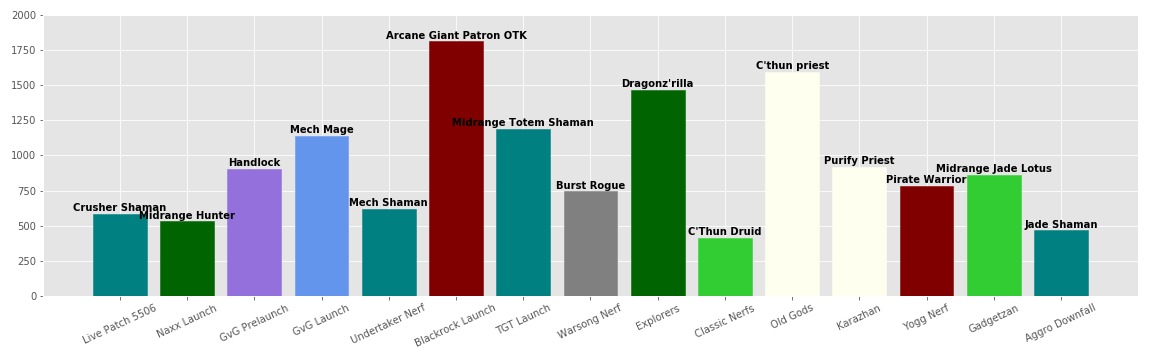 2000
1750
1500
1250
1000
750
500
250
0
Crusher Shaman
Midrange Hunter
Handlock
Mech Mage
Mech Shaman
Arcane Giant Patron OTK
Midrange Totem Shaman
Burst Rogue
Dragonz'rilla
C'Thun Druid
C'thun priest
Purify Priest
Pirate Warrior
Midrange Jade Lotus
Jade Shaman
Live Patch 5506
Naxx Launch
GvG Prelaunch
GvG Launch
Undertaker Nerf
Blackrock Launch
TGT Launch
Warsong Nerf
Explorers
Classic Nerfs
Old Gods
Karazhan
Yogg Nerf
Gadgetzan
Aggro Downfall